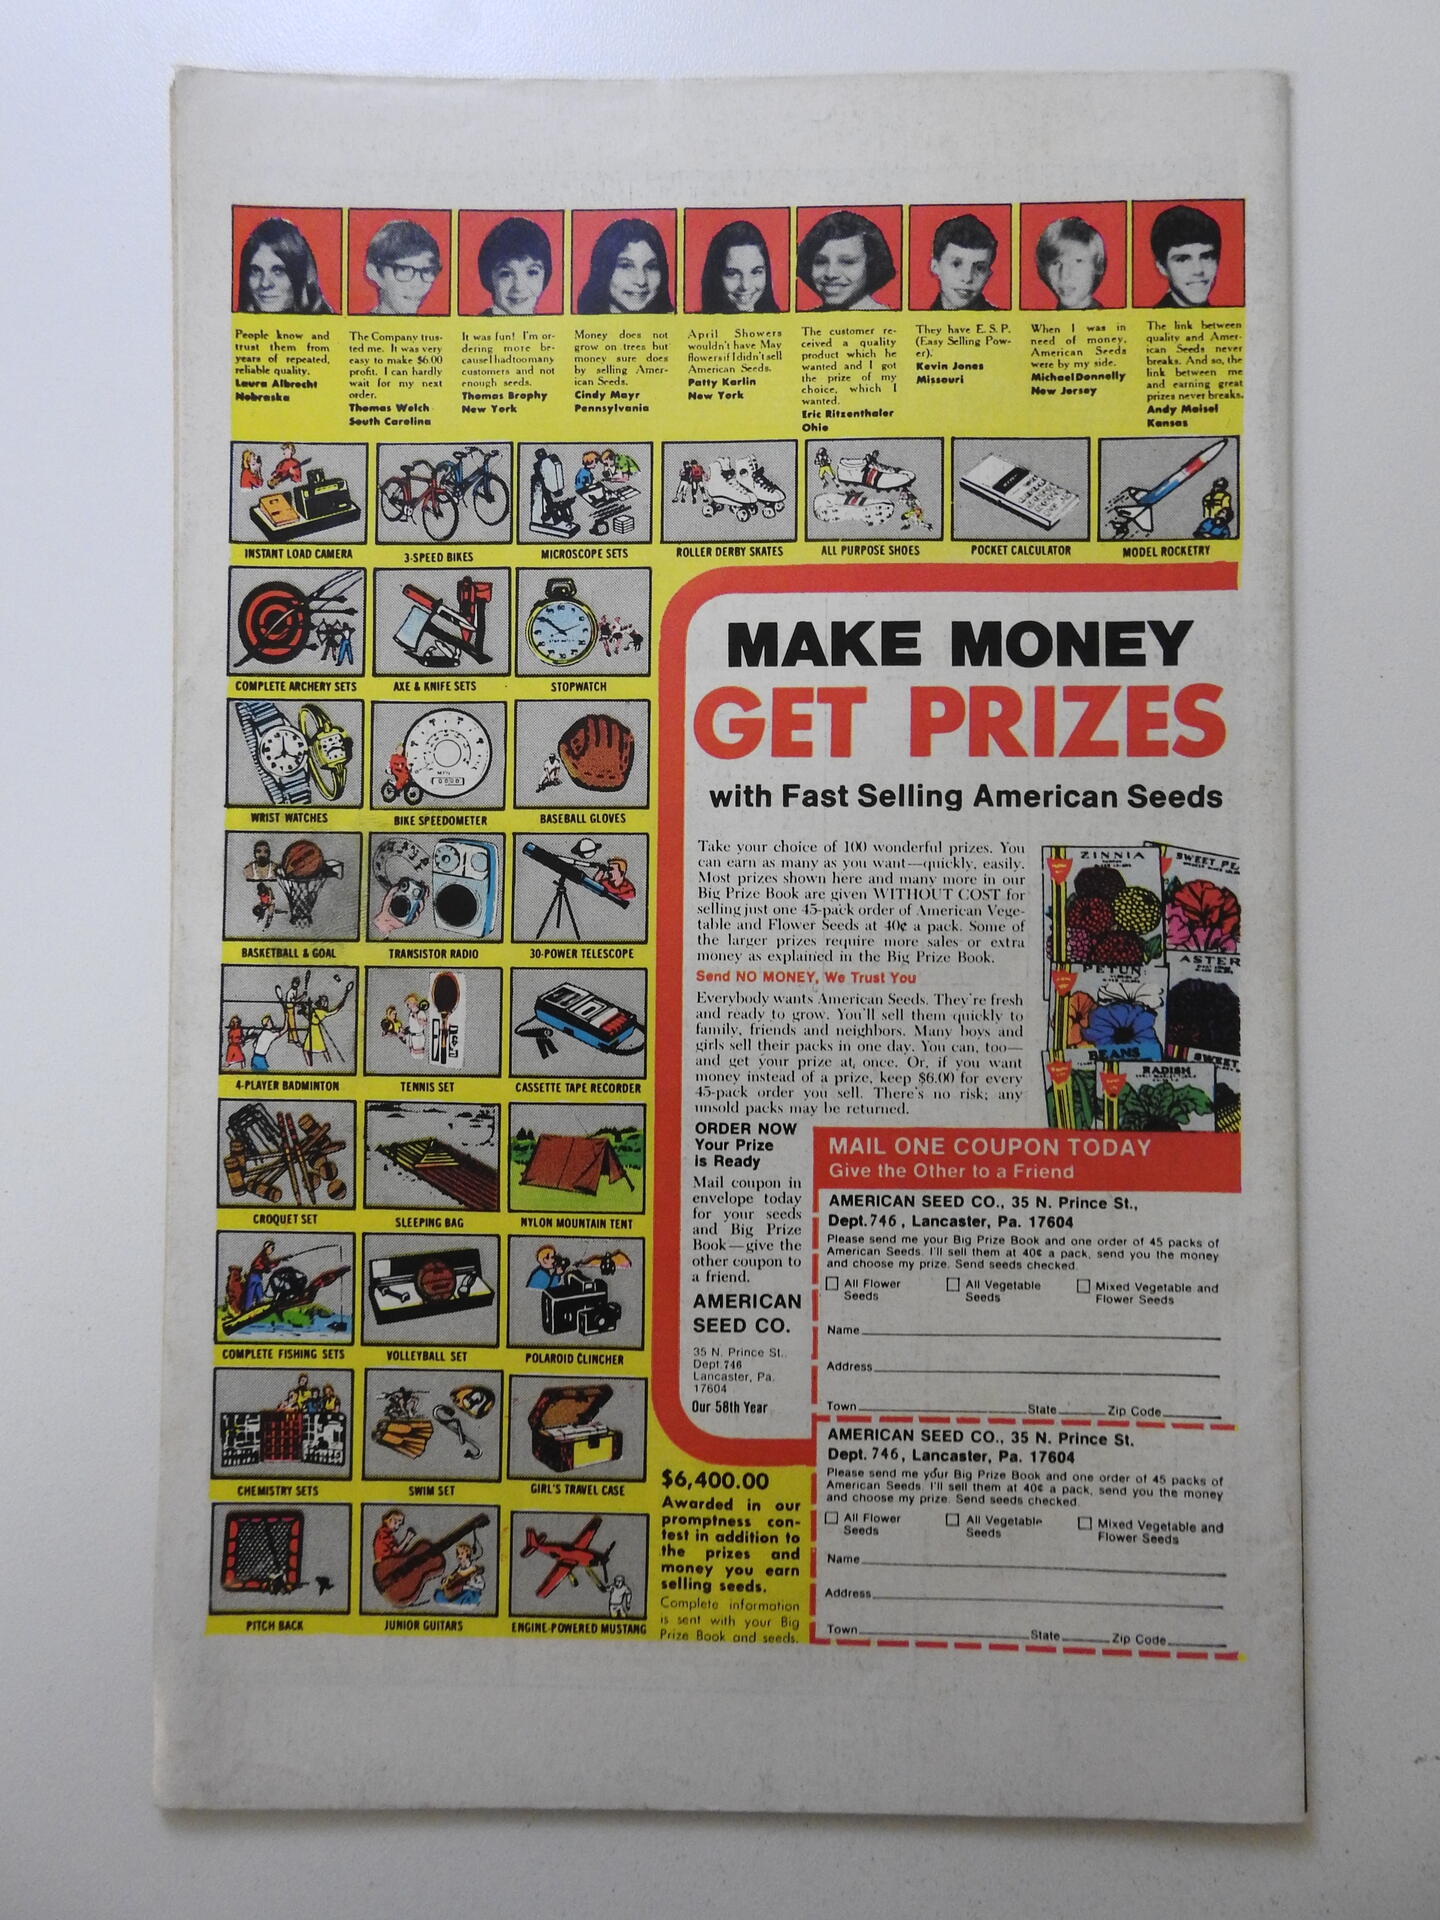 People know and
trust them from
years of repeated,
reliable quality.
Laura Albrecht
Nebraska
The Company trus-
ted me. It was very
easy to make $6.00
profit. I can hardly
wait for my next
order.
Thomas Welch
South Carolina
It was fun! I'm or-
dering more be-
cause I had too many
customers and not
enough seeds.
Thomas Brophy
New York
Money does not
grow on trees but
money sure does
by selling Amer-
ican Seeds.
Cindy Mayr
Pennsylvania
April Showers
wouldn't have May
flowers if I didn't sell
American Seeds.
Patty Karlin
New York
The customer re-
ceived a quality
product which he
wanted and I got
the prize of my
choice, which I
wanted.
Eric Ritzenthaler
Ohio
They have E. S. P.
(Easy Selling Pow-
er).
Kevin Jones
Missouri
When I was in
need of money,
American Seeds
were by my side.
Michael Donnelly
New Jersey
The link between
quality and Amer-
ican Seeds never
breaks. And so, the
link between me
and earning great
prizes never breaks.
Andy Maisel
Kansas
INSTANT LOAD CAMERA
3-SPEED BIKES
MICROSCOPE SETS
ROLLER DERBY SKATES
ALL PURPOSE SHOES
POCKET CALCULATOR
MODEL ROCKETRY
COMPLETE ARCHERY SETS
AXE & KNIFE SETS
STOPWATCH
WRIST WATCHES
BIKE SPEEDOMETER
BASEBALL GLOVES
BASKETBALL & GOAL
TRANSISTOR RADIO
30-POWER TELESCOPE
4-PLAYER BADMINTON
TENNIS SET
CASSETTE TAPE RECORDER
CROQUET SET
SLEEPING BAG
NYLON MOUNTAIN TENT
COMPLETE FISHING SETS
VOLLEYBALL SET
POLAROID CLINCHER
CHEMISTRY SETS
SWIM SET
GIRL'S TRAVEL CASE
PITCH BACK
JUNIOR GUITARS
ENGINE-POWERED MUSTANG
MAKE MONEY
GET PRIZES
with Fast Selling American Seeds
Take your choice of 100 wonderful prizes. You
can earn as many as you want—quickly, easily.
Most prizes shown here and many more in our
Big Prize Book are given WITHOUT COST for
selling just one 45-pack order of American Vege-
table and Flower Seeds at 40¢ a pack. Some of
the larger prizes require more sales or extra
money as explained in the Big Prize Book.
Send NO MONEY, We Trust You
Everybody wants American Seeds. They're fresh
and ready to grow. You'll sell them quickly to
family, friends and neighbors. Many boys and
girls sell their packs in one day. You can, too—
and get your prize at once. Or, if you want
money instead of a prize, keep $6.00 for every
45-pack order you sell. There's no risk; any
unsold packs may be returned.
ZINNIA
SWEET PE
ASTER
PETUN
BEANS
SWEET
RADISH
ORDER NOW
Your Prize
is Ready
Mail coupon in
envelope today
for your seeds
and Big Prize
Book—give the
other coupon to
a friend.
AMERICAN
SEED CO.
35 N. Prince St.
Dept. 746
Lancaster, Pa.
17604
Our 58th Year
$6,400.00
Awarded in our
promptness con-
test in addition to
the prizes and
money you earn
selling seeds.
Complete information
is sent with your Big
Prize Book and seeds.
MAIL ONE COUPON TODAY
Give the Other to a Friend
AMERICAN SEED CO., 35 N. Prince St.,
Dept. 746, Lancaster, Pa. 17604
Please send me your Big Prize Book and one order of 45 packs of
American Seeds. I'll sell them at 40¢ a pack, send you the money
and choose my prize. Send seeds checked.
All Flower Seeds
All Vegetable Seeds
Mixed Vegetable and Flower Seeds
Name
Address
Town State Zip Code
AMERICAN SEED CO., 35 N. Prince St.
Dept. 746, Lancaster, Pa. 17604
Please send me your Big Prize Book and one order of 45 packs of
American Seeds. I'll sell them at 40¢ a pack, send you the money
and choose my prize. Send seeds checked.
All Flower Seeds
All Vegetable Seeds
Mixed Vegetable and Flower Seeds
Name
Address
Town State Zip Code